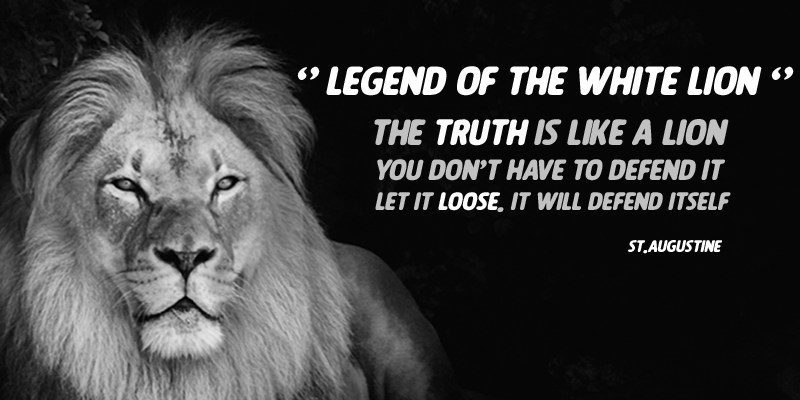 ‘’ LEGEND OF THE WHITE LION ‘’
THE TRUTH IS LIKE A LION
YOU DON'T HAVE TO DEFEND IT
LET IT LOOSE. IT WILL DEFEND ITSELF
ST.AUGUSTINE